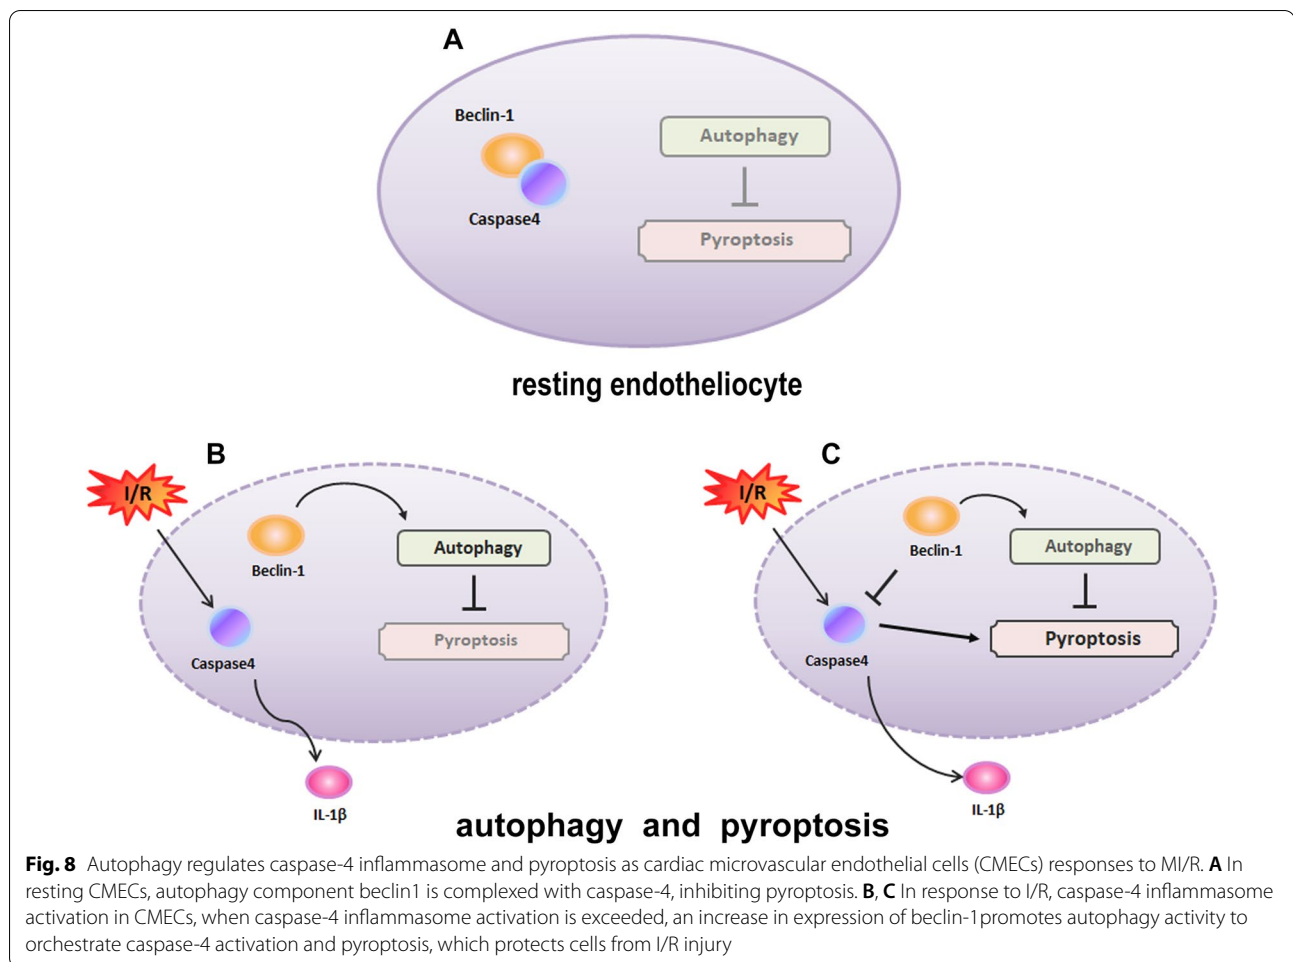 A
Beclin-1
Caspase4
Autophagy
Pyroptosis
resting endotheliocyte
B
I/R
Beclin-1
Autophagy
Pyroptosis
Caspase4
IL-1β
C
I/R
Beclin-1
Autophagy
Pyroptosis
Caspase4
IL-1β
autophagy and pyroptosis
Fig. 8 Autophagy regulates caspase-4 inflammasome and pyroptosis as cardiac microvascular endothelial cells (CMECs) responses to MI/R. A In
resting CMECs, autophagy component beclin1 is complexed with caspase-4, inhibiting pyroptosis. B, C In response to I/R, caspase-4 inflammasome
activation in CMECs, when caspase-4 inflammasome activation is exceeded, an increase in expression of beclin-1promotes autophagy activity to
orchestrate caspase-4 activation and pyroptosis, which protects cells from I/R injury